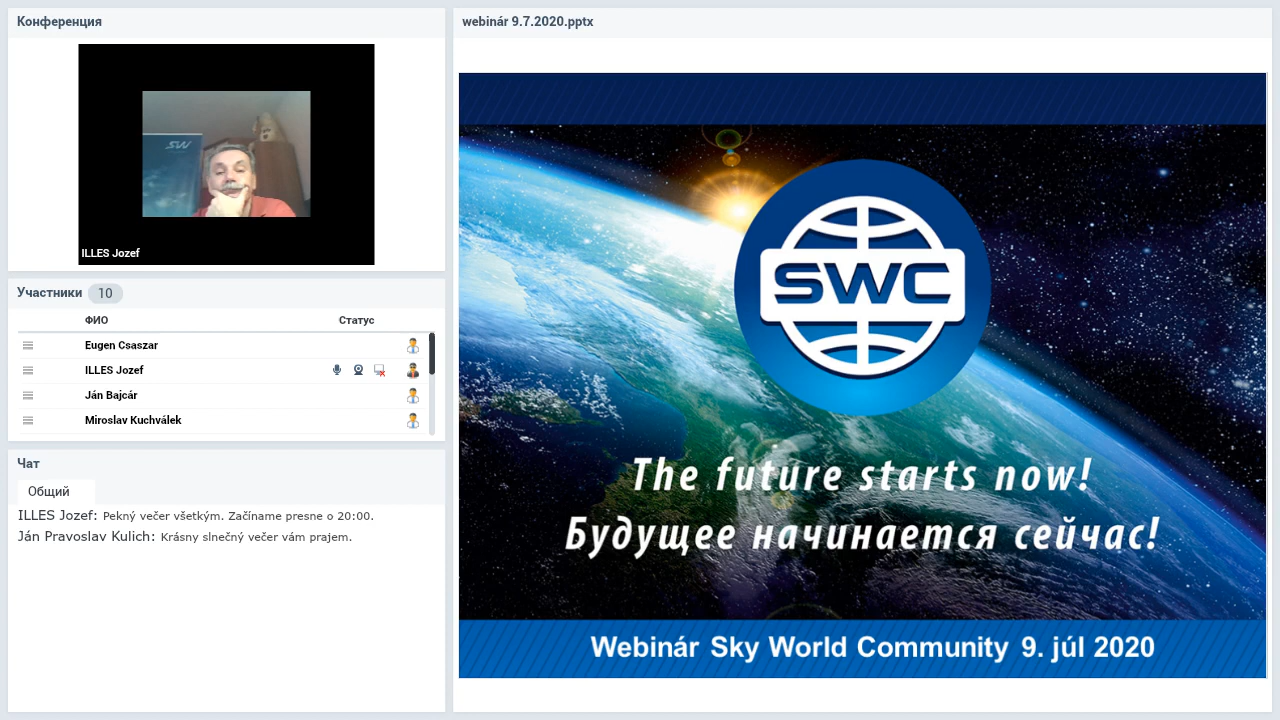 Конференция
SW
ILLES Jozef
Участники 10
ФИО Статус
Eugen Csaszar
ILLES Jozef
Ján Bajcár
Miroslav Kuchválek
Чат
Общий
ILLES Jozef: Pekný večer všetkým. Začíname presne o 20:00.
Ján Pravoslav Kulich: Krásny slnečný večer vám prajem.
webinár 9.7.2020.pptx
SWC
The future starts now!
Будущее начинается сейчас!
Webinár Sky World Community 9. júl 2020